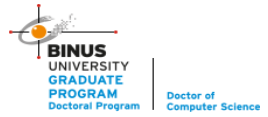 BINUS
UNIVERSITY
GRADUATE
PROGRAM
Doctoral Program
Doctor of
Computer Science